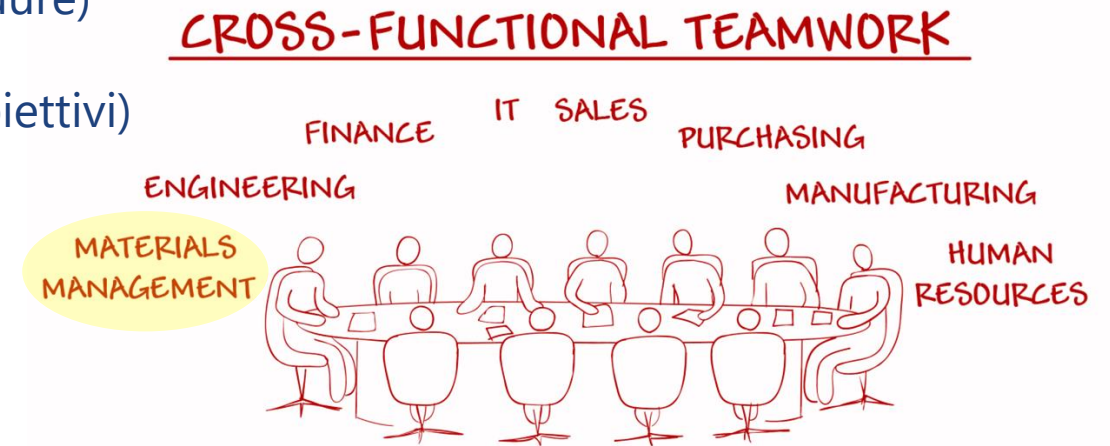 CROSS-FUNCTIONAL TEAMWORK
IT SALES
FINANCE
PURCHASING
ENGINEERING
MANUFACTURING
MATERIALS
MANAGEMENT
HUMAN
RESOURCES